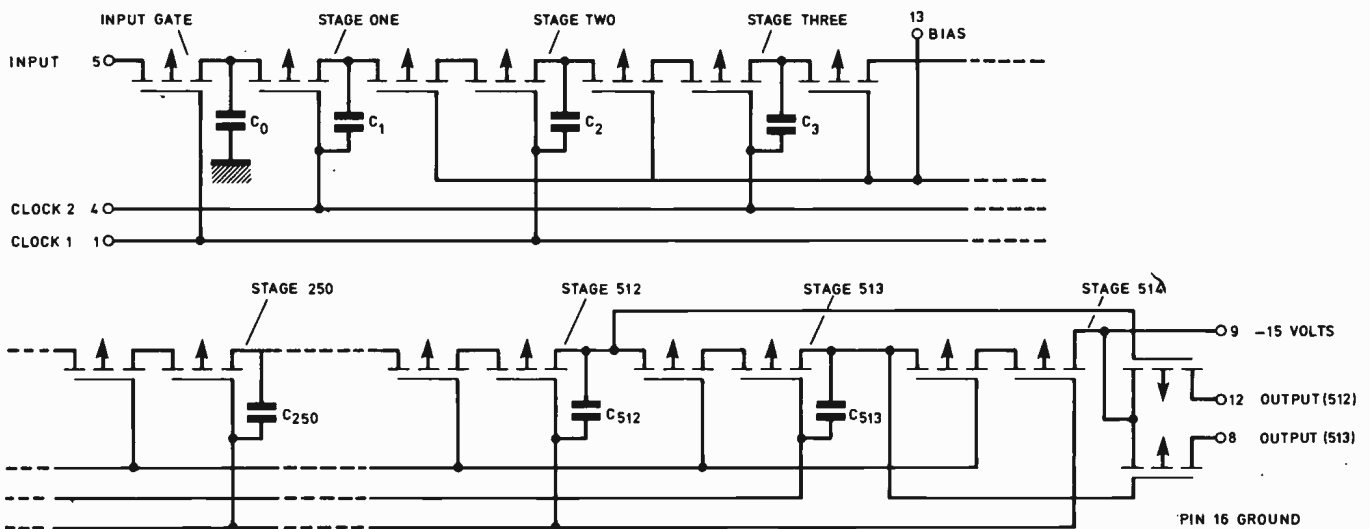 INPUT GATE
STAGE ONE
STAGE TWO
STAGE THREE
13
BIAS
INPUT 5
C0
C1
C2
C3
CLOCK 2 4
CLOCK 1 1
STAGE 250
STAGE 512
STAGE 513
STAGE 514
9 -15 VOLTS
C250
C512
C513
12 OUTPUT (512)
8 OUTPUT (513)
PIN 16 GROUND